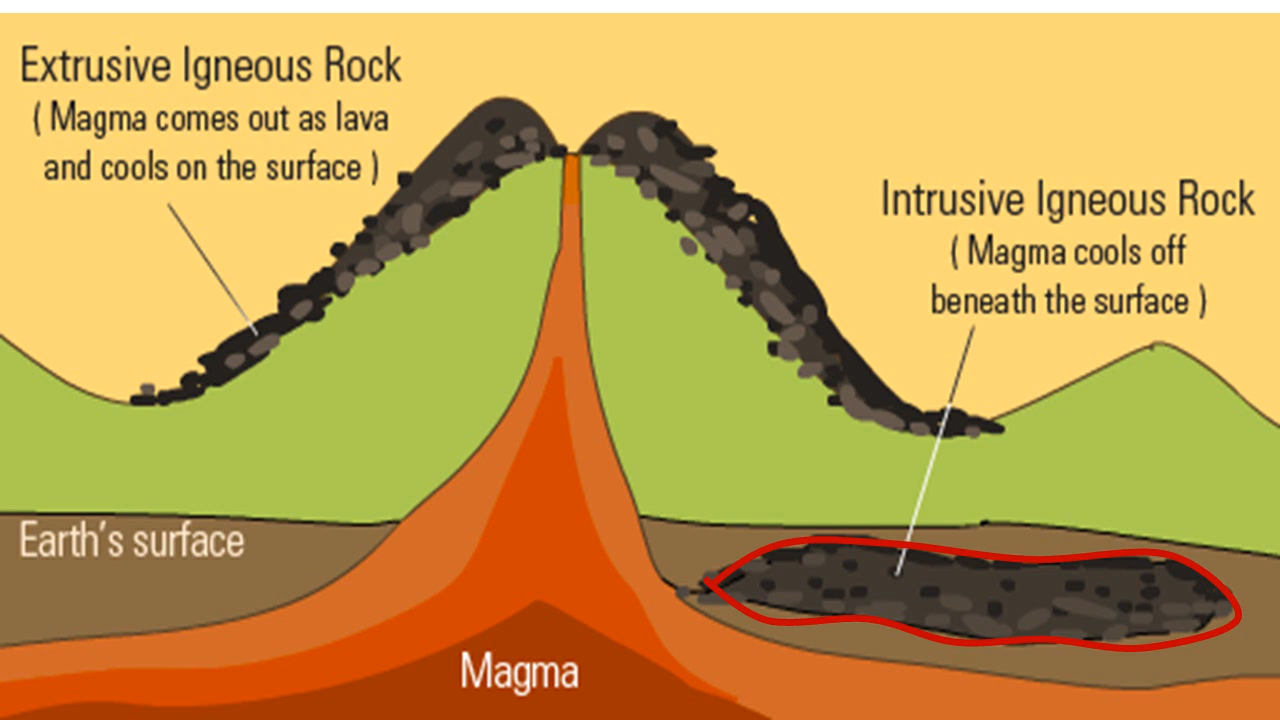 Extrusive Igneous Rock
( Magma comes out as lava
and cools on the surface )
Intrusive Igneous Rock
( Magma cools off
beneath the surface )
Earth's surface
Magma